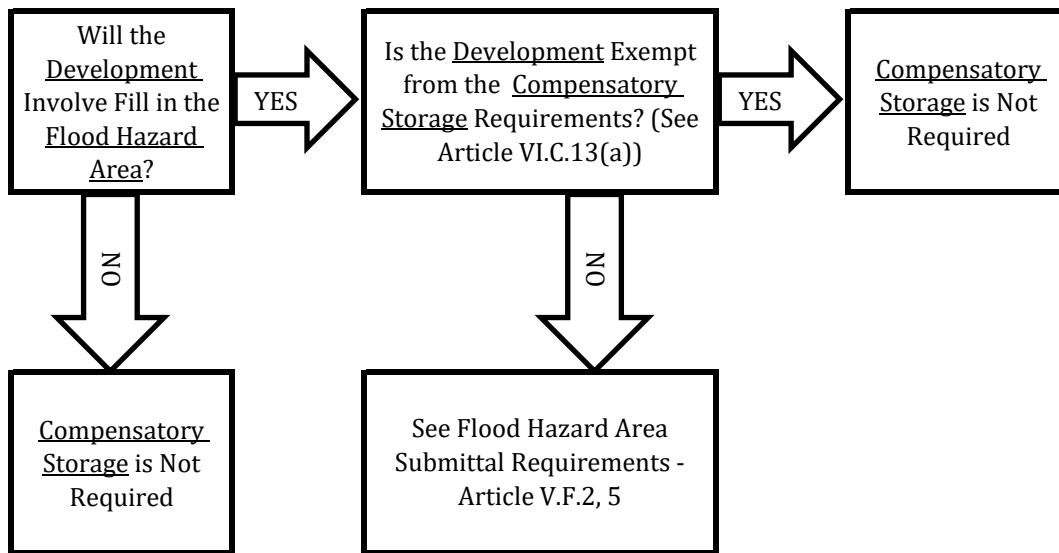 Will the
Development
Involve Fill in the
Flood Hazard
Area?
YES
Is the Development Exempt
from the Compensatory
Storage Requirements? (See
Article VI.C.13(a))
YES
Compensatory
Storage is Not
Required
NO
NO
Compensatory
Storage is Not
Required
See Flood Hazard Area
Submittal Requirements -
Article V.F.2, 5